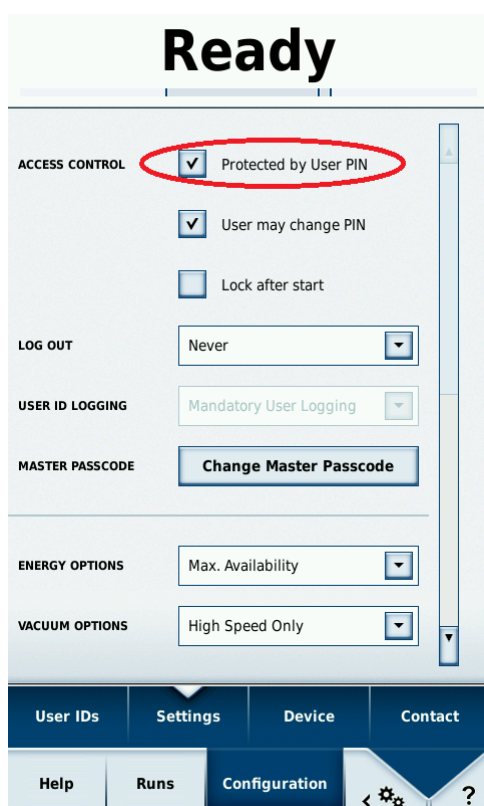 Ready
ACCESS CONTROL Protected by User PIN
User may change PIN
Lock after start
LOG OUT Never
USER ID LOGGING Mandatory User Logging
MASTER PASSCODE Change Master Passcode
ENERGY OPTIONS Max. Availability
VACUUM OPTIONS High Speed Only
User IDs Settings Device Contact
Help Runs Configuration ?